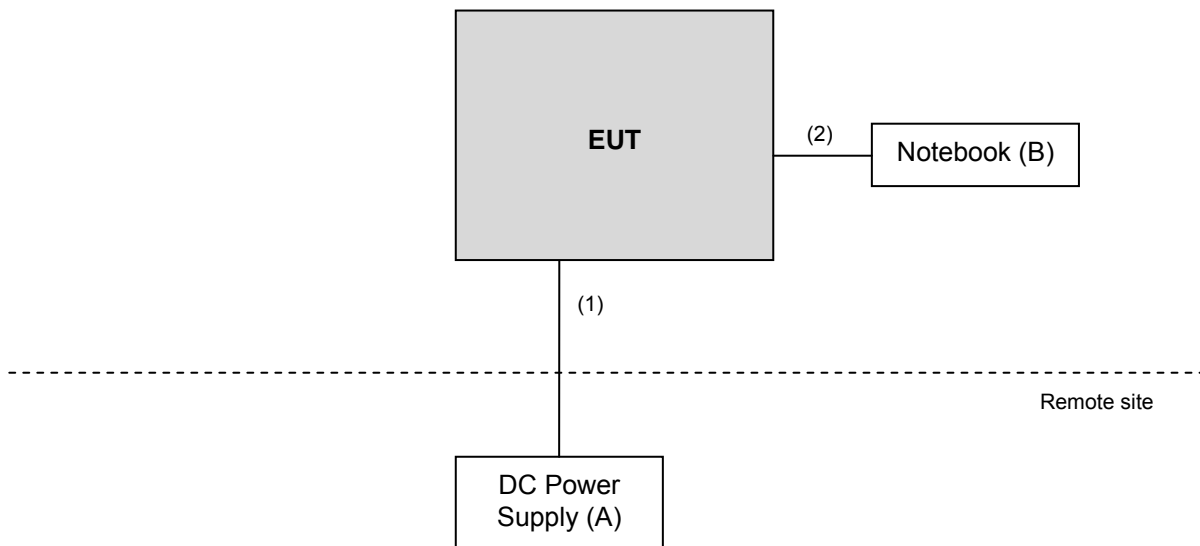 EUT
(2)
Notebook (B)
(1)
Remote site
DC Power
Supply (A)